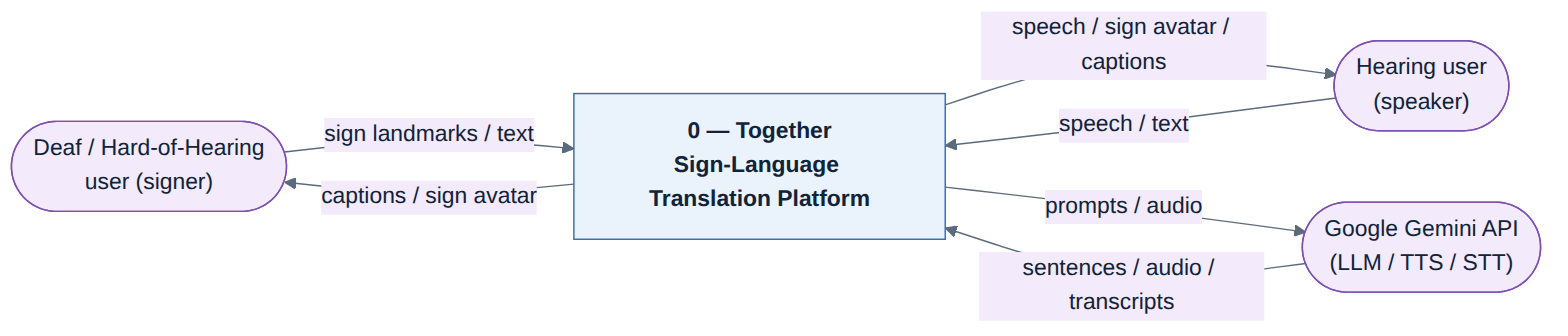 speech / sign avatar /
captions
Hearing user
(speaker)
0 — Together
Sign-Language
Translation Platform
sign landmarks / text
speech / text
Deaf / Hard-of-Hearing
user (signer)
captions / sign avatar
prompts / audio
Google Gemini API
(LLM / TTS / STT)
sentences / audio /
transcripts